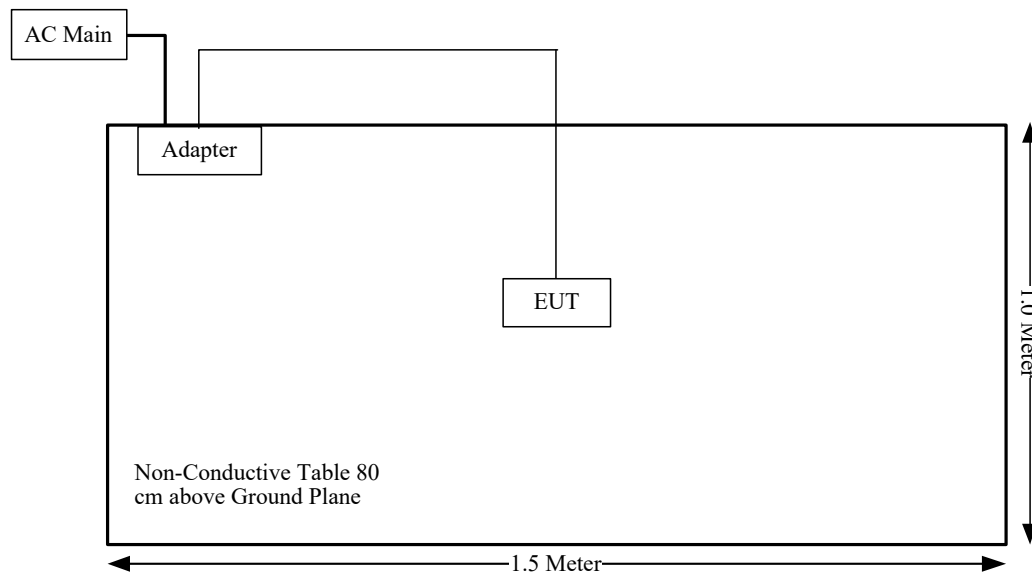 AC Main
Adapter
EUT
1.0 Meter
Non-Conductive Table 80
cm above Ground Plane
1.5 Meter